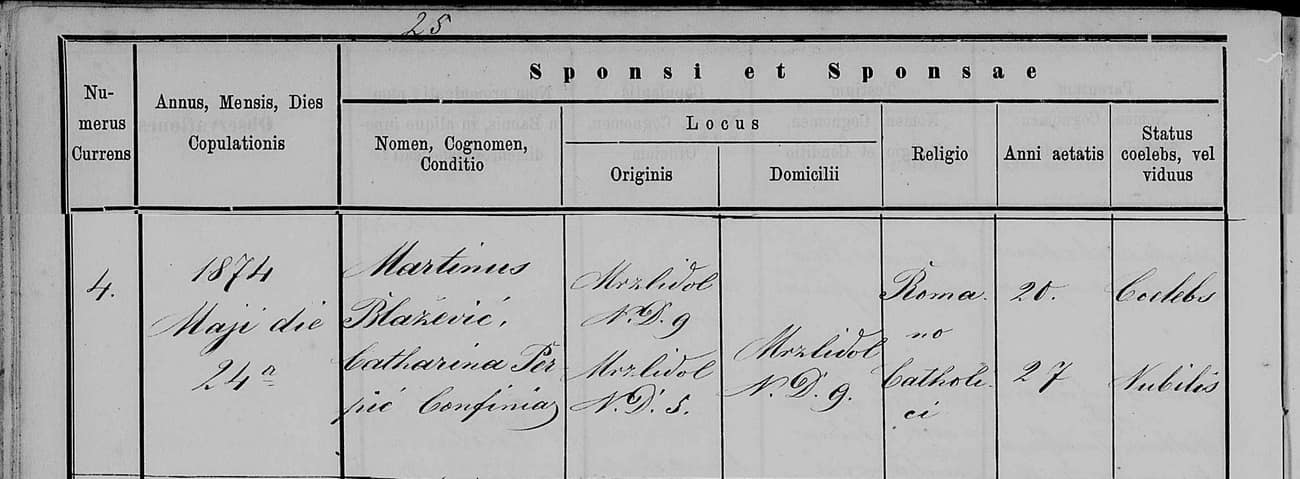 25
Sponsi et Sponsae
Nu-
merus
Currens
Annus, Mensis, Dies
Copulationis
Nomen, Cognomen,
Conditio
Locus
Originis
Domicilii
Religio
Anni aetatis
Status
coelebs, vel
viduus
4.
1874
Maji die
24ª
Martinus
Blažević,
Catharina Per
pić Confinia
Mrzlidol
N.D. 9
Mrzlidol
N.D. 5.
Mrzlidol
N.D. 9.
Roma.
no
Catholi.
ci
20.
27
Coelebs
Nubilis